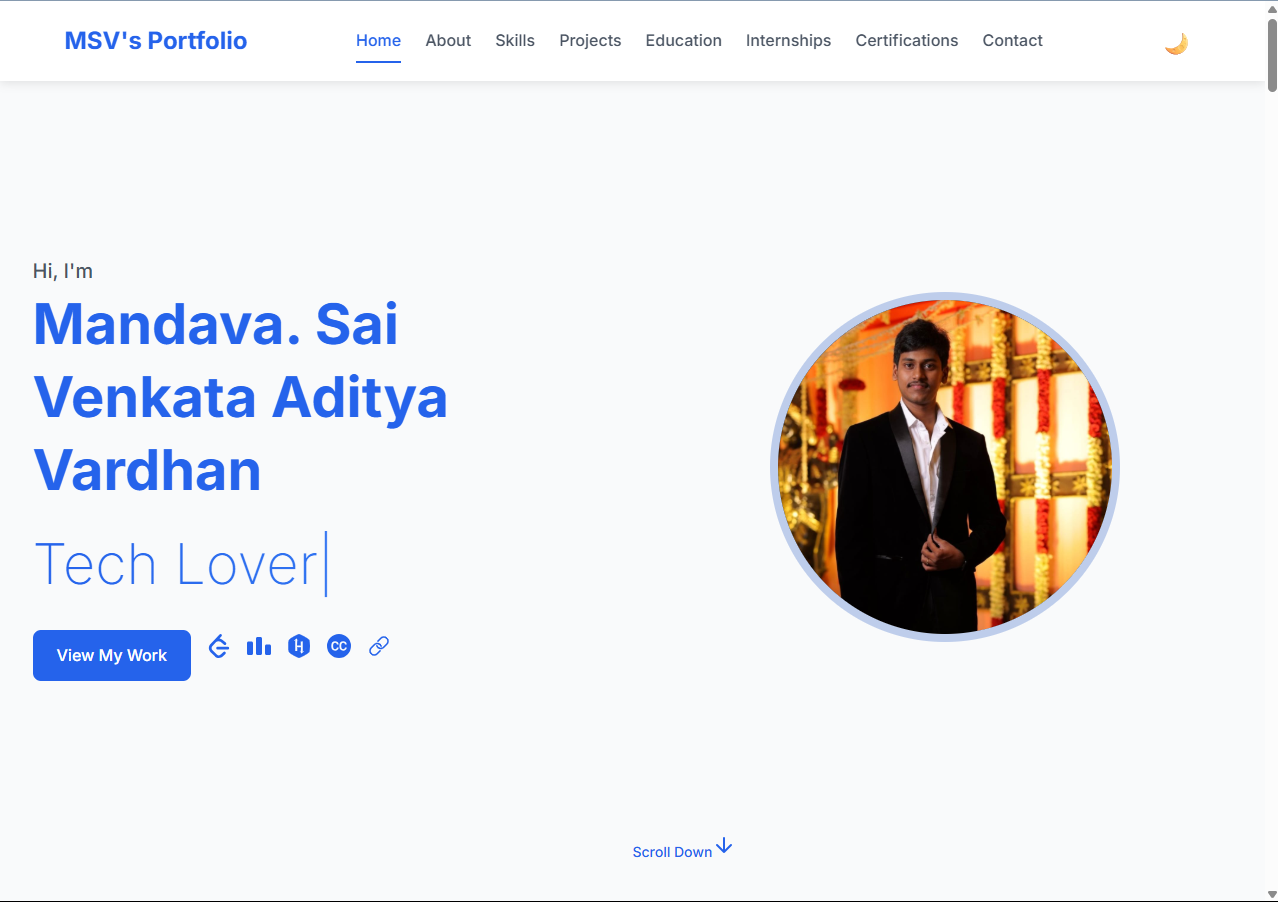 MSV's Portfolio
Home About Skills Projects Education Internships Certifications Contact
Hi, I'm
Mandava. Sai
Venkata Aditya
Vardhan
Tech Lover|
View My Work
H
CC
Scroll Down